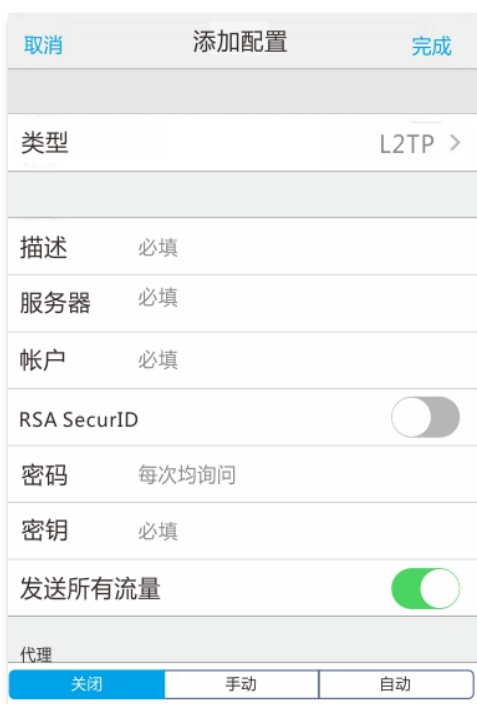 取消 添加配置 完成
类型 L2TP >
描述 必填
服务器 必填
帐户 必填
RSA SecurID
密码 每次均询问
密钥 必填
发送所有流量
代理
关闭 手动 自动